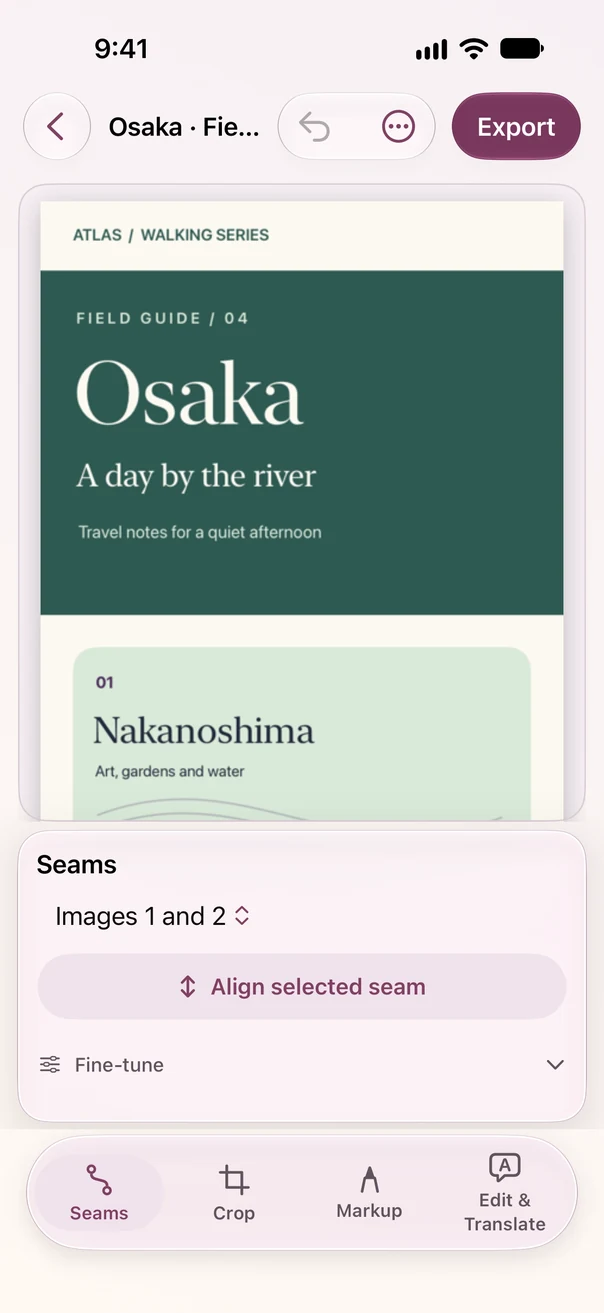 9:41
Osaka · Fie...
Export
ATLAS / WALKING SERIES
FIELD GUIDE / 04
Osaka
A day by the river
Travel notes for a quiet afternoon
01
Nakanoshima
Art, gardens and water
Seams
Images 1 and 2
Align selected seam
Fine-tune
Seams
Crop
Markup
A
Edit &
Translate